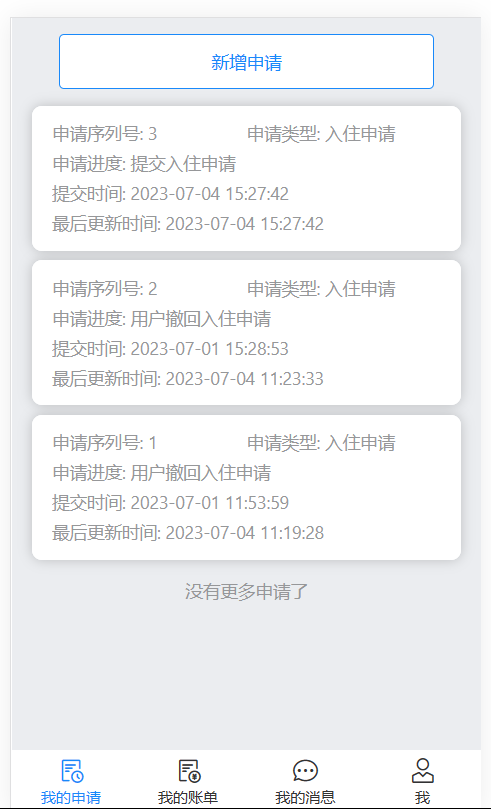 新增申请
申请序列号: 3 申请类型: 入住申请
申请进度: 提交入住申请
提交时间: 2023-07-04 15:27:42
最后更新时间: 2023-07-04 15:27:42
申请序列号: 2 申请类型: 入住申请
申请进度: 用户撤回入住申请
提交时间: 2023-07-01 15:28:53
最后更新时间: 2023-07-04 11:23:33
申请序列号: 1 申请类型: 入住申请
申请进度: 用户撤回入住申请
提交时间: 2023-07-01 11:53:59
最后更新时间: 2023-07-04 11:19:28
没有更多申请了
我的申请 我的账单 我的消息 我